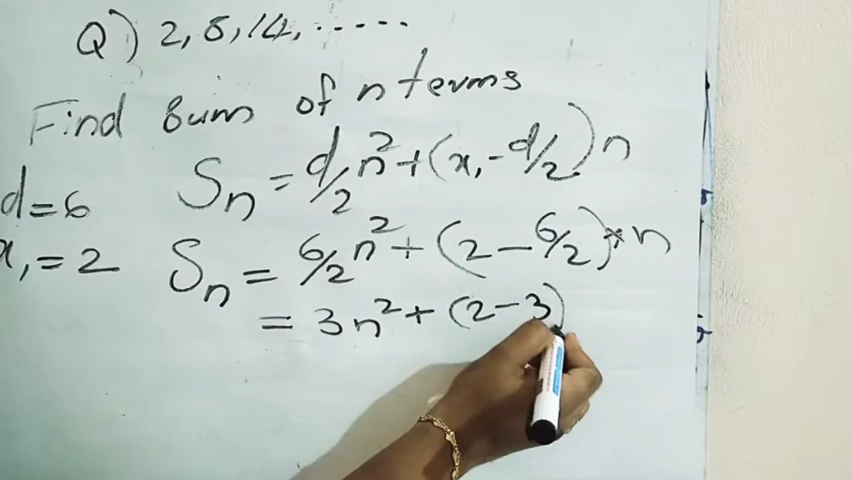 Q) 2, 8, 14, ......
Find sum of n terms
d = 6
x₁ = 2
Sₙ = d/2 n² + (x₁ - d/2) n
Sₙ = 6/2 n² + (2 - 6/2) * n
= 3n² + (2 - 3)